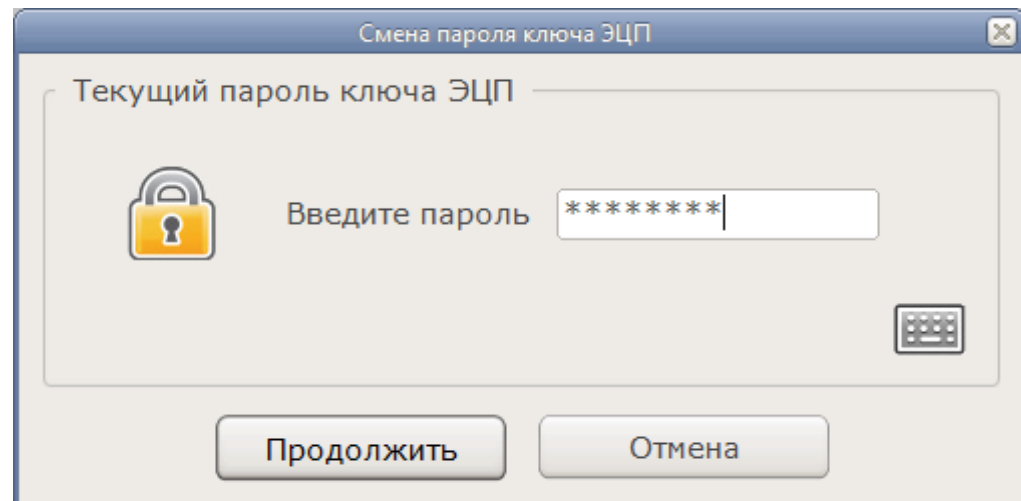 Смена пароля ключа ЭЦП
Текущий пароль ключа ЭЦП
Введите пароль ********
Продолжить Отмена